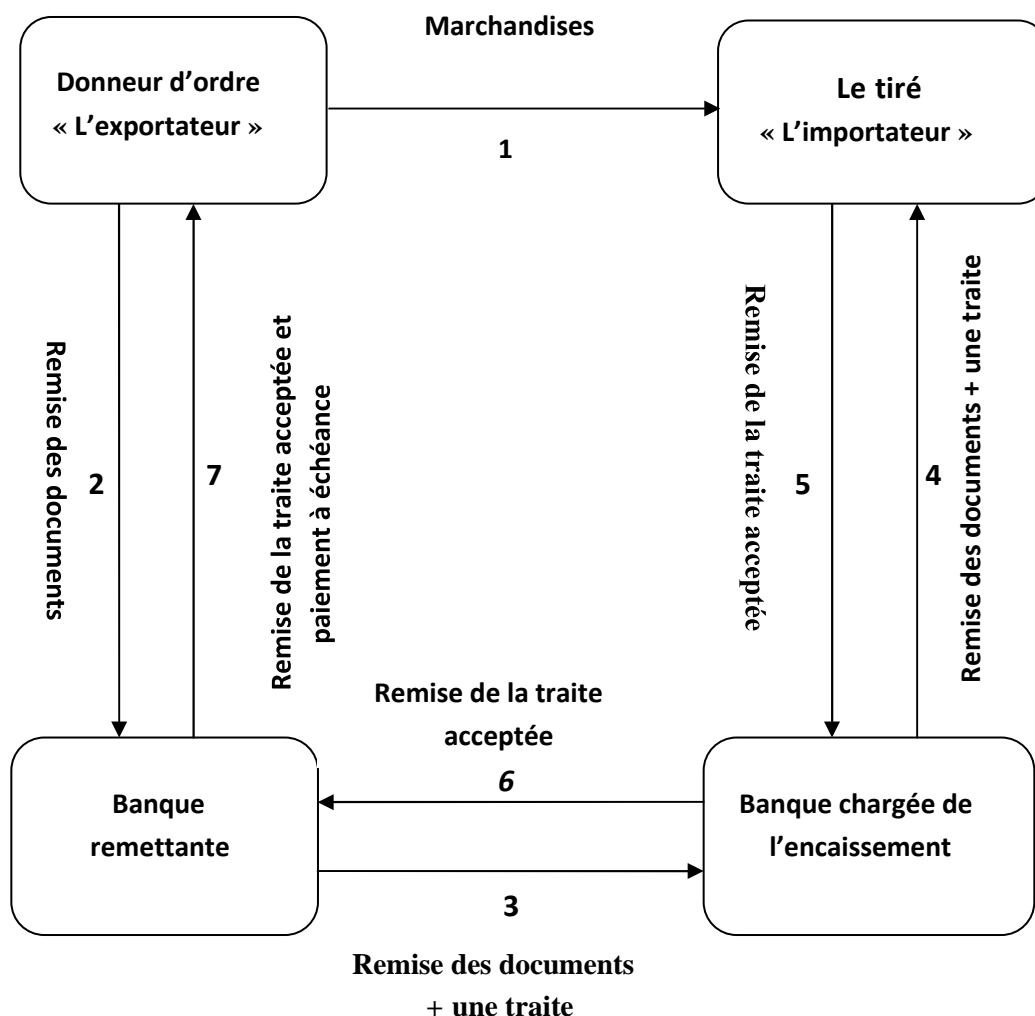 Marchandises
Donneur d’ordre
« L’exportateur »
Le tiré
« L’importateur »
1
Remise des documents
2
7
Remise de la traite acceptée et
paiement à échéance
Remise de la traite acceptée
5
4
Remise des documents + une traite
Remise de la traite
acceptée
6
Banque
remettante
Banque chargée de
l’encaissement
3
Remise des documents
+ une traite